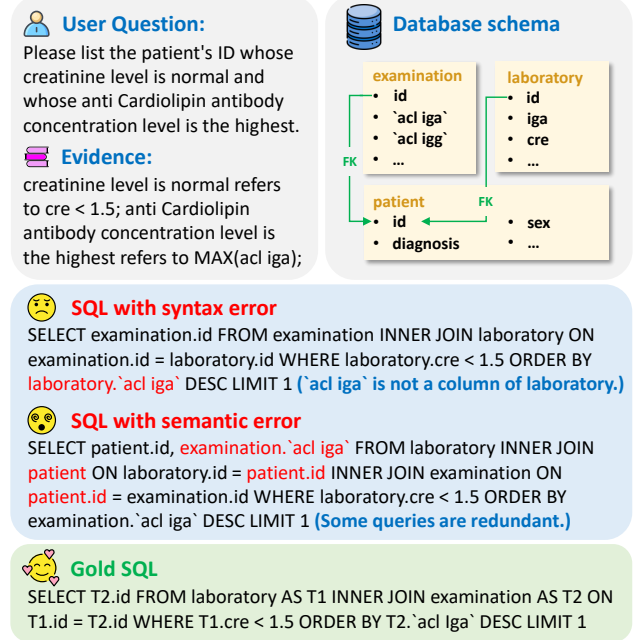 User Question:
Please list the patient's ID whose
creatinine level is normal and
whose anti Cardiolipin antibody
concentration level is the highest.
Evidence:
creatinine level is normal refers
to cre < 1.5; anti Cardiolipin
antibody concentration level is
the highest refers to MAX(acl iga);
Database schema
examination
• id
• `acl iga`
• `acl igg`
• ...
laboratory
• id
• iga
• cre
• ...
FK
FK
patient
• id
• diagnosis
• sex
• ...
SQL with syntax error
SELECT examination.id FROM examination INNER JOIN laboratory ON
examination.id = laboratory.id WHERE laboratory.cre < 1.5 ORDER BY
laboratory.`acl iga` DESC LIMIT 1 (`acl iga` is not a column of laboratory.)
SQL with semantic error
SELECT patient.id, examination.`acl iga` FROM laboratory INNER JOIN
patient ON laboratory.id = patient.id INNER JOIN examination ON
patient.id = examination.id WHERE laboratory.cre < 1.5 ORDER BY
examination.`acl iga` DESC LIMIT 1 (Some queries are redundant.)
Gold SQL
SELECT T2.id FROM laboratory AS T1 INNER JOIN examination AS T2 ON
T1.id = T2.id WHERE T1.cre < 1.5 ORDER BY T2.`acl Iga` DESC LIMIT 1